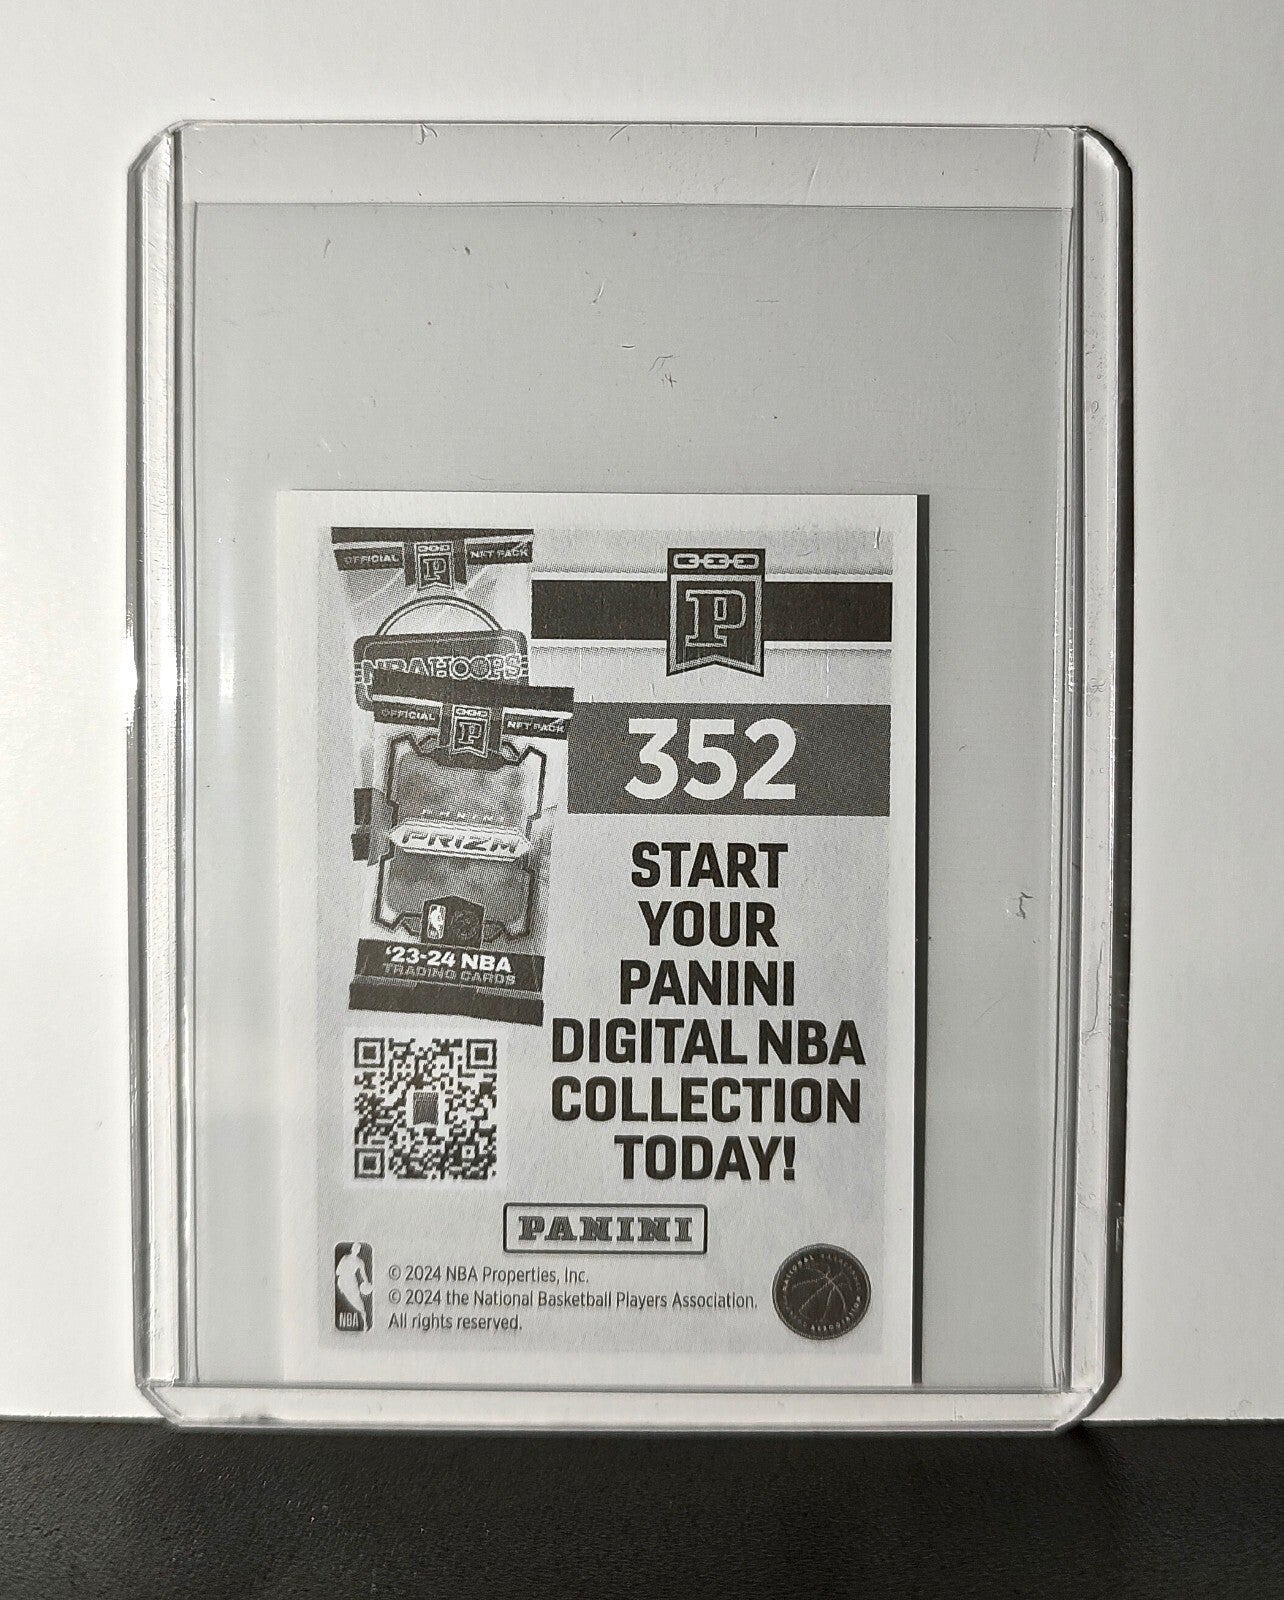 OFFICIAL
NFT PACK
P
NBA HOOPS
OFFICIAL
NFT PACK
P
PANINI
PRIZM
'23-24 NBA
TRADING CARDS
P
352
START
YOUR
PANINI
DIGITAL NBA
COLLECTION
TODAY!
PANINI
NBA
© 2024 NBA Properties, Inc.
© 2024 the National Basketball Players Association.
All rights reserved.